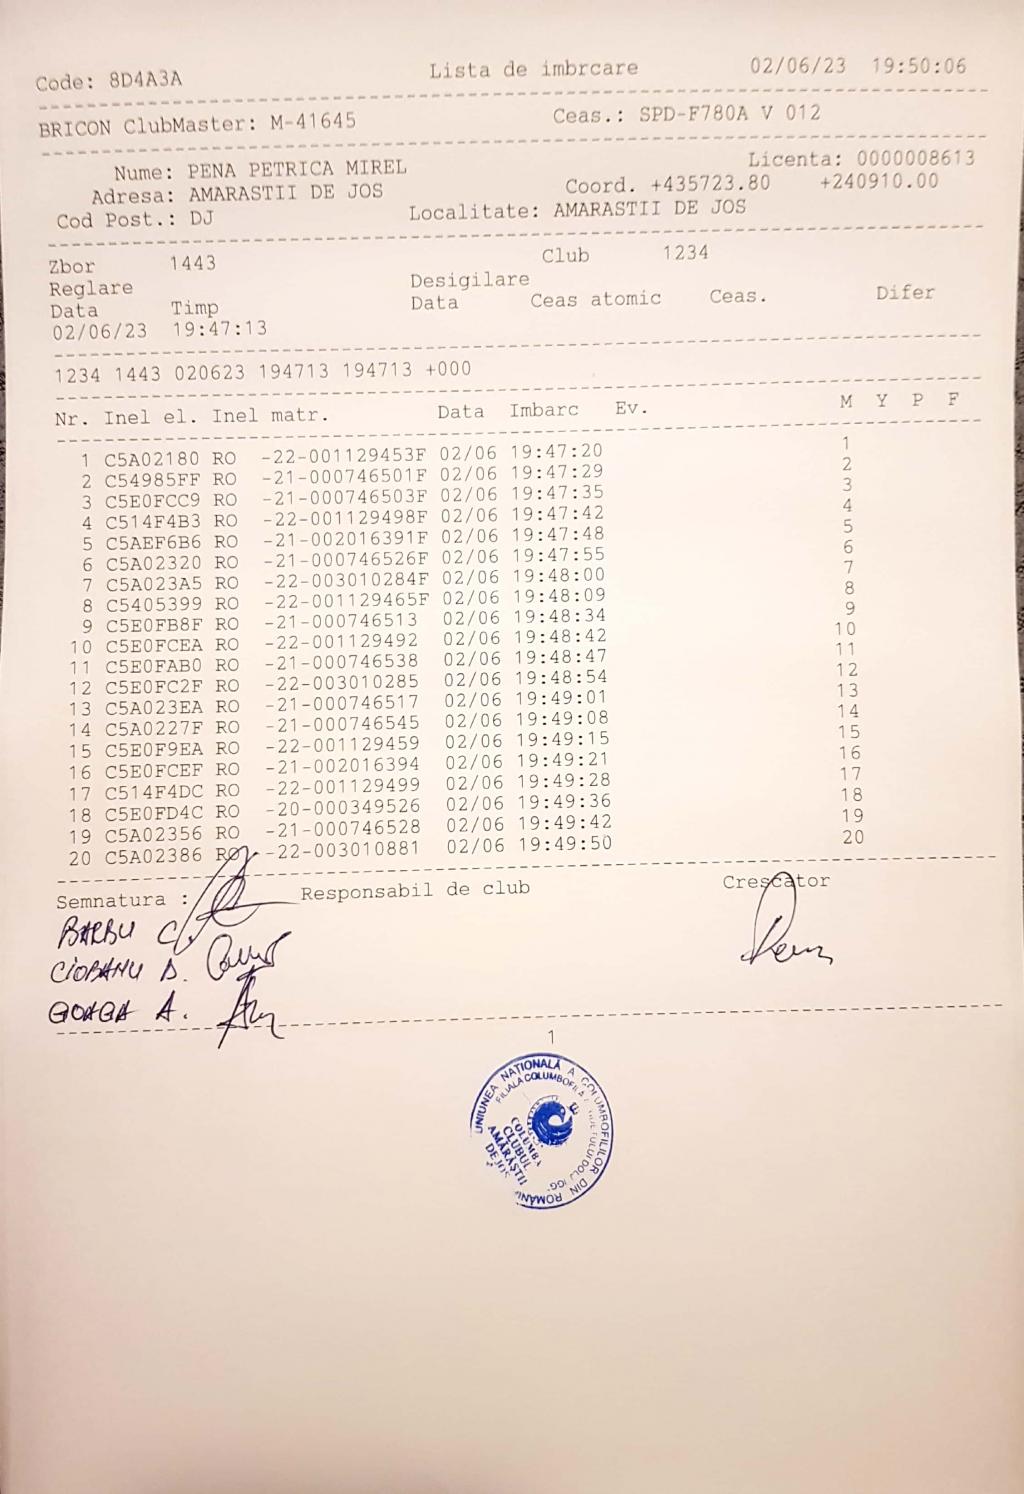 Code: 8D4A3A Lista de imbrcare 02/06/23 19:50:06
BRICON ClubMaster: M-41645 Ceas.: SPD-F780A V 012
Nume: PENA PETRICA MIREL Licenta: 0000008613
Adresa: AMARASTII DE JOS Coord. +435723.80 +240910.00
Cod Post.: DJ Localitate: AMARASTII DE JOS
Zbor 1443 Club 1234
Reglare Desigilare
Data Timp Data Ceas atomic Ceas. Difer
02/06/23 19:47:13
1234 1443 020623 194713 194713 +000
Nr. Inel el. Inel matr. Data Imbarc Ev. M Y P F
1 C5A02180 RO -22-001129453F 02/06 19:47:20 1
2 C54985FF RO -21-000746501F 02/06 19:47:29 2
3 C5E0FCC9 RO -21-000746503F 02/06 19:47:35 3
4 C514F4B3 RO -22-001129498F 02/06 19:47:42 4
5 C5AEF6B6 RO -21-002016391F 02/06 19:47:48 5
6 C5A02320 RO -21-000746526F 02/06 19:47:55 6
7 C5A023A5 RO -22-003010284F 02/06 19:48:00 7
8 C5405399 RO -22-001129465F 02/06 19:48:09 8
9 C5E0FB8F RO -21-000746513 02/06 19:48:34 9
10 C5E0FCEA RO -22-001129492 02/06 19:48:42 10
11 C5E0FAB0 RO -21-000746538 02/06 19:48:47 11
12 C5E0FC2F RO -22-003010285 02/06 19:48:54 12
13 C5A023EA RO -21-000746517 02/06 19:49:01 13
14 C5A0227F RO -21-000746545 02/06 19:49:08 14
15 C5E0F9EA RO -22-001129459 02/06 19:49:15 15
16 C5E0FCEF RO -21-002016394 02/06 19:49:21 16
17 C514F4DC RO -22-001129499 02/06 19:49:28 17
18 C5E0FD4C RO -20-000349526 02/06 19:49:36 18
19 C5A02356 RO -21-000746528 02/06 19:49:42 19
20 C5A02386 RO -22-003010881 02/06 19:49:50 20
Semnatura : Responsabil de club Crescator
BARBU C.
CIOBANU D.
GOAGA A.
1
UNIUNEA NAȚIONALĂ A COLUMBOFILILOR DIN ROMÂNIA
FILIALA COLUMBOFILĂ
COLUMBA
CLUBUL
AMĂRĂȘTII
DE JOS